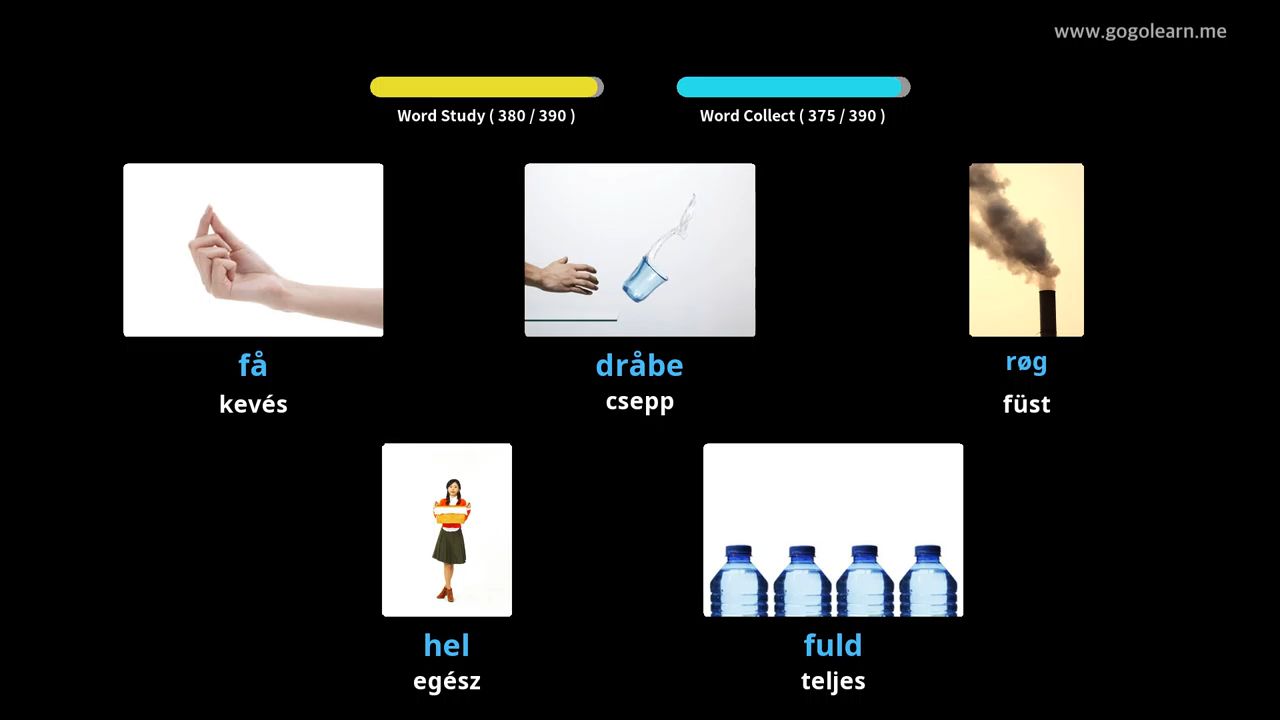 www.gogolearn.me
Word Study ( 380 / 390 )
Word Collect ( 375 / 390 )
få
dråbe
røg
kevés
csepp
füst
hel
fuld
egész
teljes